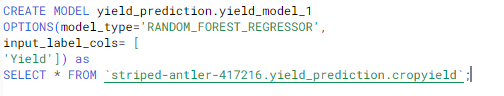 CREATE MODEL yield_prediction.yield_model_1
OPTIONS(model_type='RANDOM_FOREST_REGRESSOR',
input_label_cols= [
'Yield']) as
SELECT * FROM `striped-antler-417216.yield_prediction.cropyield`;